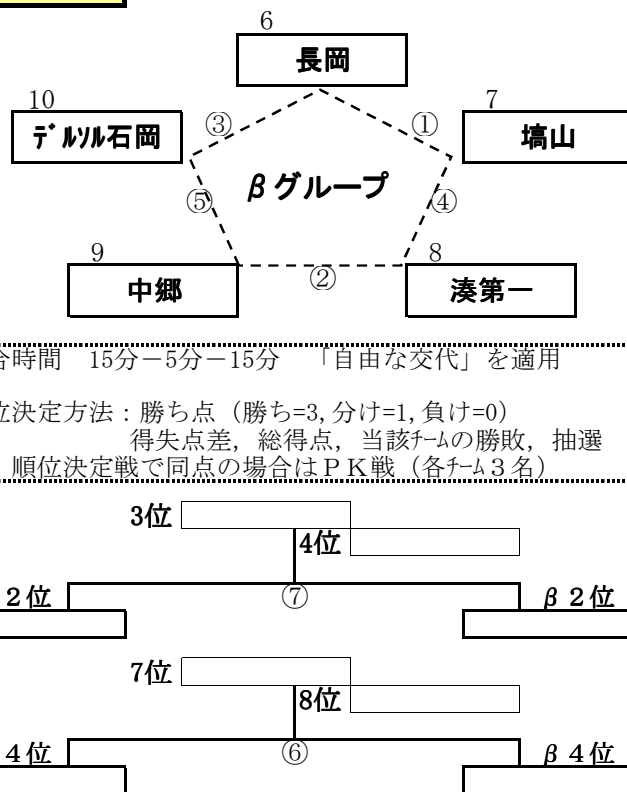 6
長岡
10
7
デルソル石岡
③
①
塙山
βグループ
⑤
④
9
8
中郷
②
湊第一
合時間 15分－5分－15分 「自由な交代」を適用
位決定方法：勝ち点（勝ち=3,分け=1,負け=0）
得失点差，総得点，当該チームの勝敗，抽選
順位決定戦で同点の場合はＰＫ戦（各チーム３名）
3位
4位
2位
⑦
β２位
7位
8位
4位
⑥
β４位